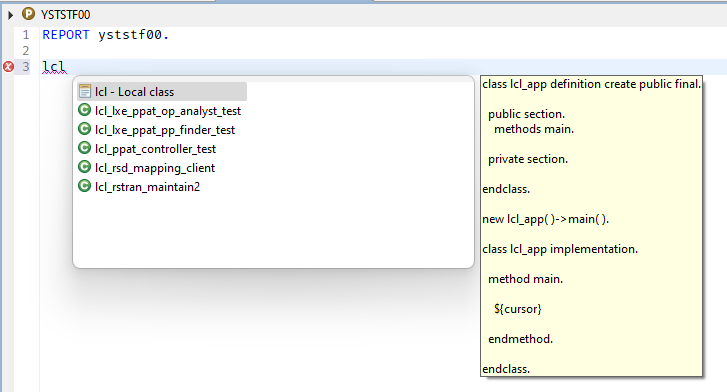 YSTSTF00
1 REPORT yststf00.
2
3 lcl
lcl - Local class
lcl_lxe_ppat_op_analyst_test
lcl_lxe_ppat_pp_finder_test
lcl_ppat_controller_test
lcl_rsd_mapping_client
lcl_rstran_maintain2
class lcl_app definition create public final.
public section.
methods main.
private section.
endclass.
new lcl_app( )->main( ).
class lcl_app implementation.
method main.
${cursor}
endmethod.
endclass.